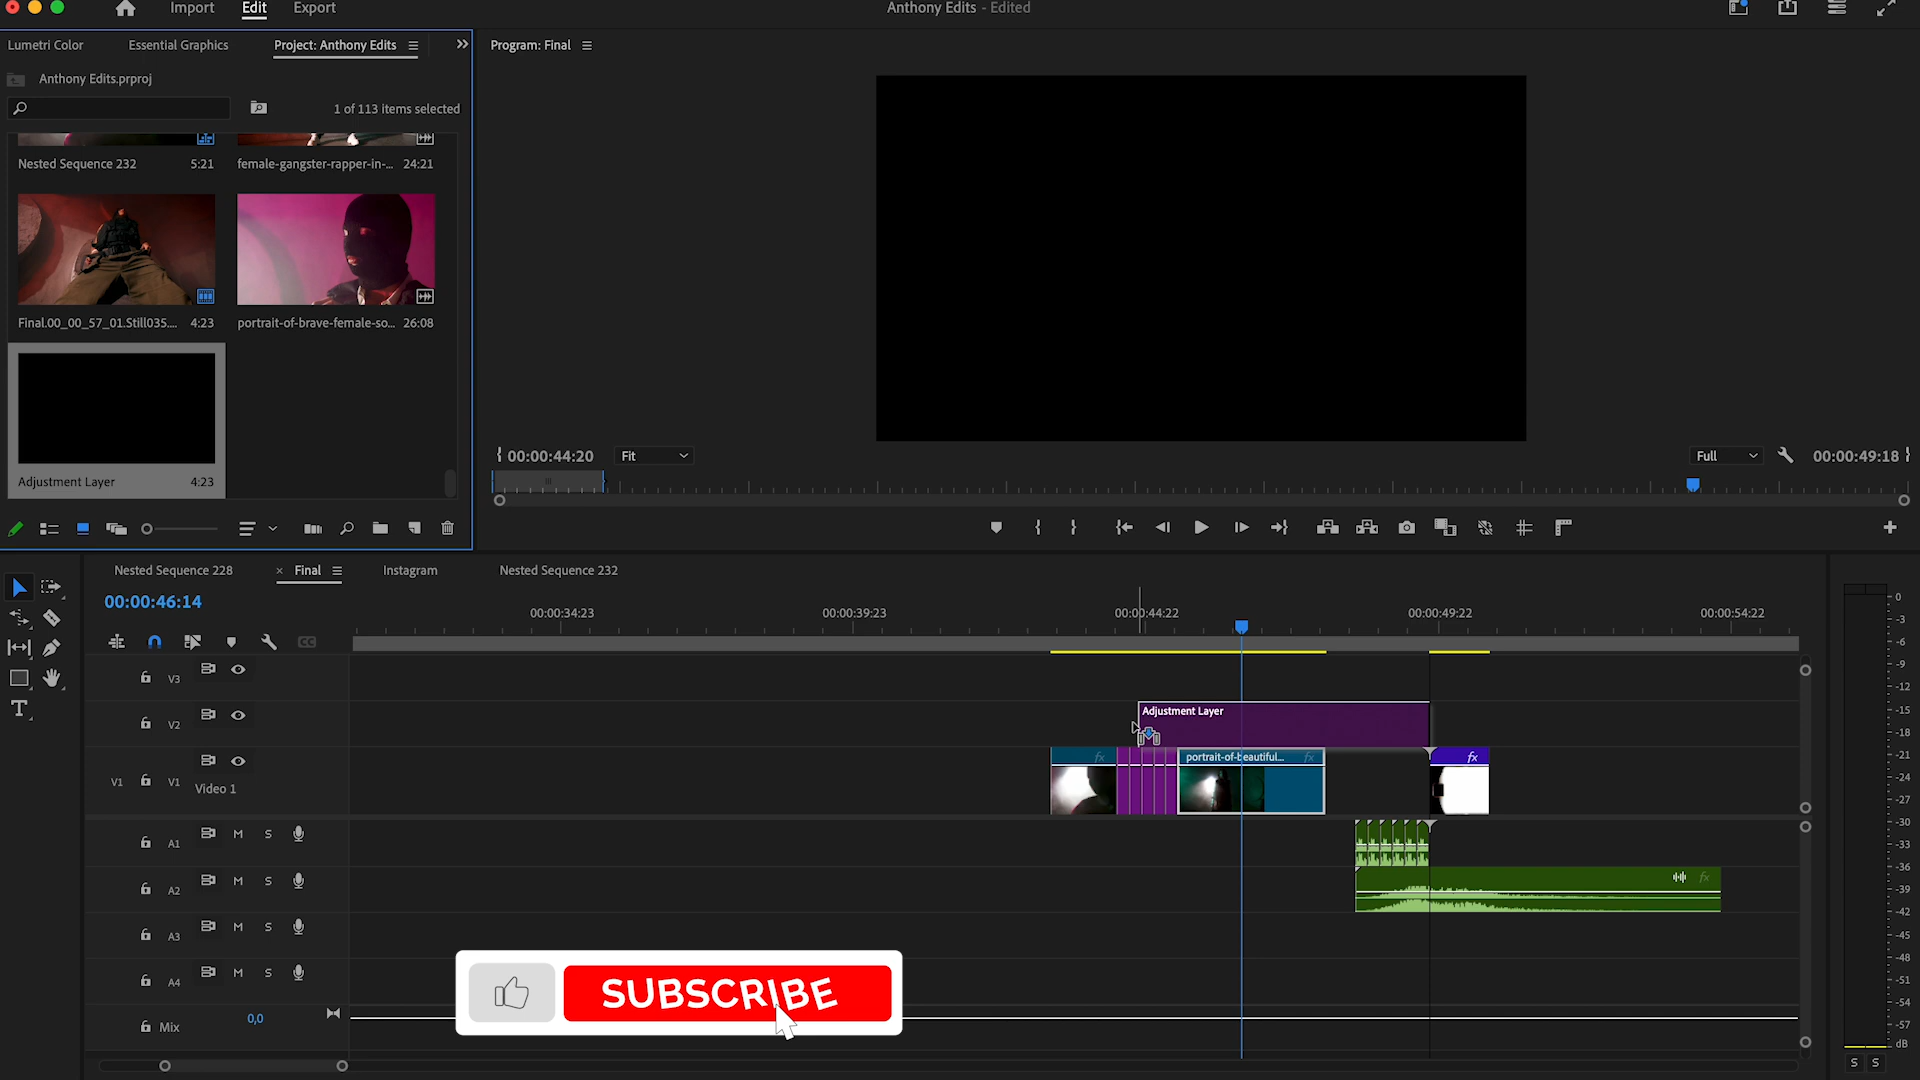 Import
Edit
Export
Anthony Edits - Edited
Lumetri Color
Essential Graphics
Project: Anthony Edits
Program: Final
Anthony Edits.prproj
1 of 113 items selected
Nested Sequence 232
5:21
female-gangster-rapper-in-...
24:21
Final.00_00_57_01.Still035....
4:23
portrait-of-brave-female-so...
26:08
Adjustment Layer
4:23
00:00:44:20
Fit
Full
00:00:49:18
Nested Sequence 228
× Final
Instagram
Nested Sequence 232
00:00:46:14
00:00:34:23
00:00:39:23
00:00:44:22
00:00:49:22
00:00:54:22
CC
V3
V2
Adjustment Layer
V1
V1
Video 1
fx
portrait-of-beautiful...
fx
fx
A1
M
S
A2
M
S
fx
A3
M
S
A4
M
S
Mix
0,0
SUBSCRIBE
0
-3
-6
-9
-12
-15
-18
-21
-24
-27
-30
-33
-36
-39
-42
-45
-48
-51
-54
-57
dB
S
S